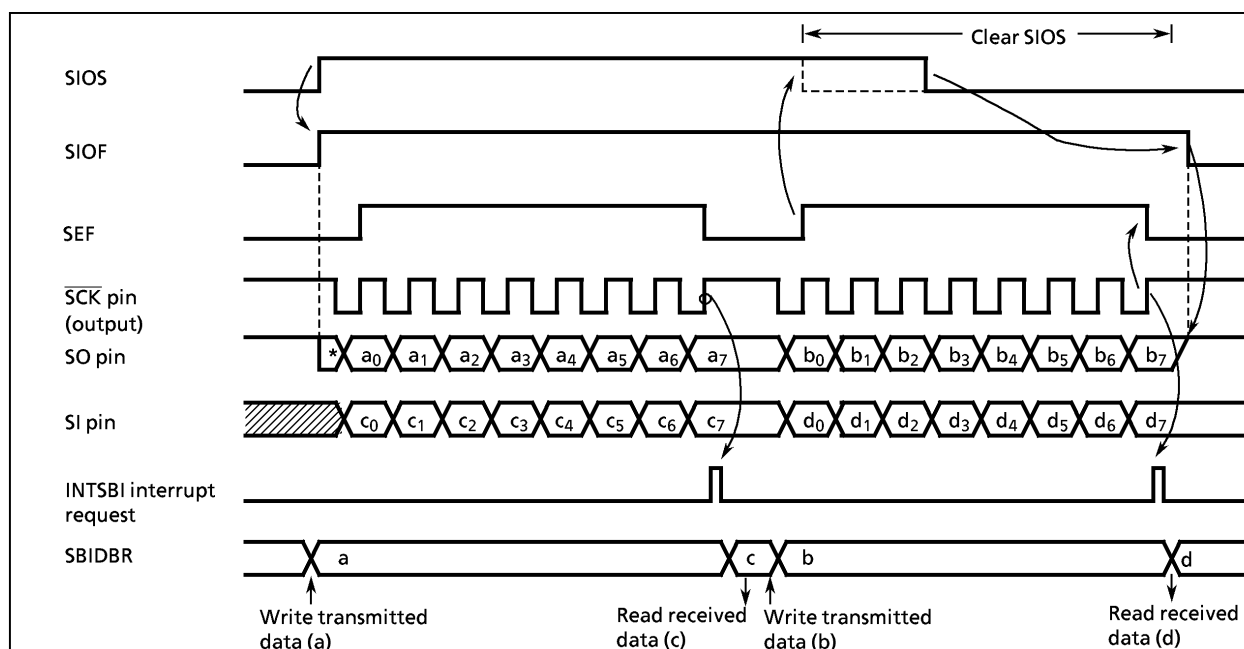 Clear SIOS
SIOS
SIOF
SEF
SCK pin
(output)
SO pin
* a0 a1 a2 a3 a4 a5 a6 a7 b0 b1 b2 b3 b4 b5 b6 b7
SI pin
c0 c1 c2 c3 c4 c5 c6 c7 d0 d1 d2 d3 d4 d5 d6 d7
INTSBI interrupt
request
SBIDBR
a c b d
Write transmitted
data (a)
Read received
data (c)
Write transmitted
data (b)
Read received
data (d)